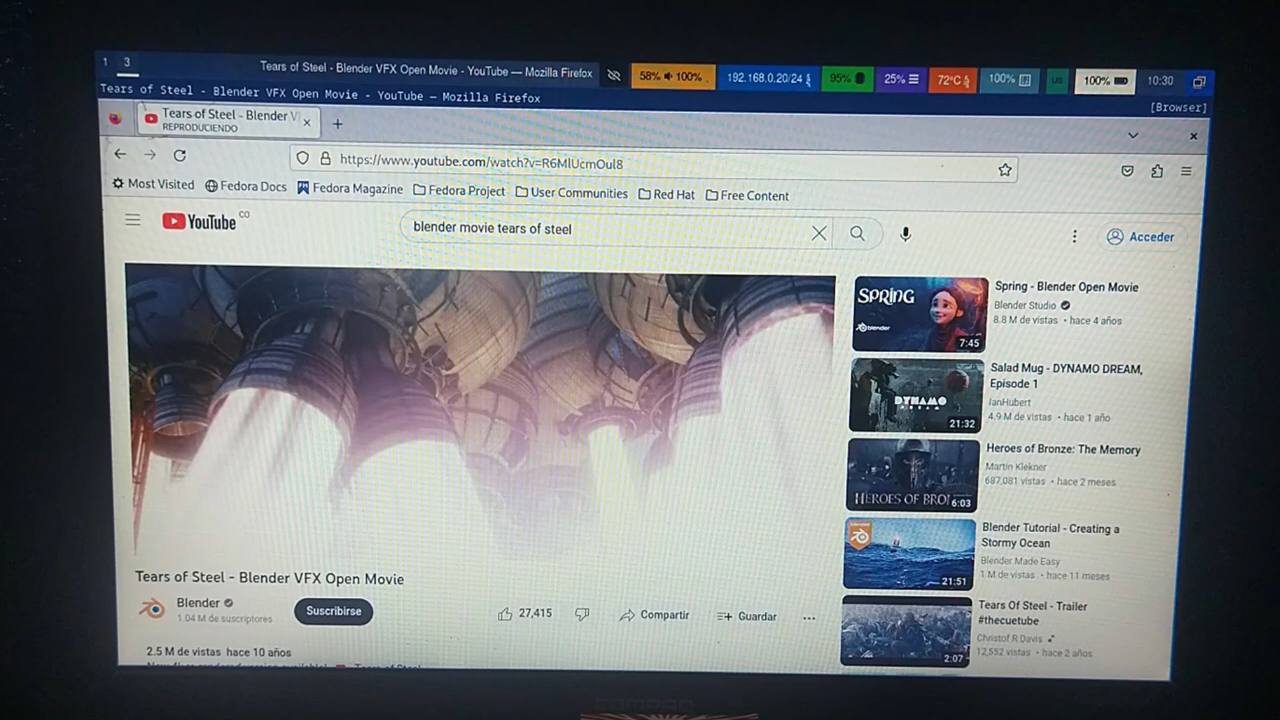 1 3 Tears of Steel - Blender VFX Open Movie - YouTube — Mozilla Firefox 58% 100% 192.168.0.20/24 95% 25% 72°C 100% us 100% 10:30
Tears of Steel - Blender VFX Open Movie - YouTube — Mozilla Firefox [Browser]
Tears of Steel - Blender V
REPRODUCIENDO
https://www.youtube.com/watch?v=R6MlUcmOul8
Most Visited Fedora Docs Fedora Magazine Fedora Project User Communities Red Hat Free Content
YouTube CO
blender movie tears of steel
Acceder
Tears of Steel - Blender VFX Open Movie
Blender
1.04 M de suscriptores
Suscribirse
27,415 Compartir Guardar
2.5 M de vistas hace 10 años
SPRING
blender
7:45
Spring - Blender Open Movie
Blender Studio
8.8 M de vistas • hace 4 años
DYNAMO
DREAM
21:32
Salad Mug - DYNAMO DREAM,
Episode 1
IanHubert
4.9 M de vistas • hace 1 año
HEROES OF BRON
6:03
Heroes of Bronze: The Memory
Martin Klekner
687,081 vistas • hace 2 meses
21:51
Blender Tutorial - Creating a
Stormy Ocean
Blender Made Easy
1 M de vistas • hace 11 meses
2:07
Tears Of Steel - Trailer
#thecuetube
Christof R Davis
12,552 vistas • hace 2 años